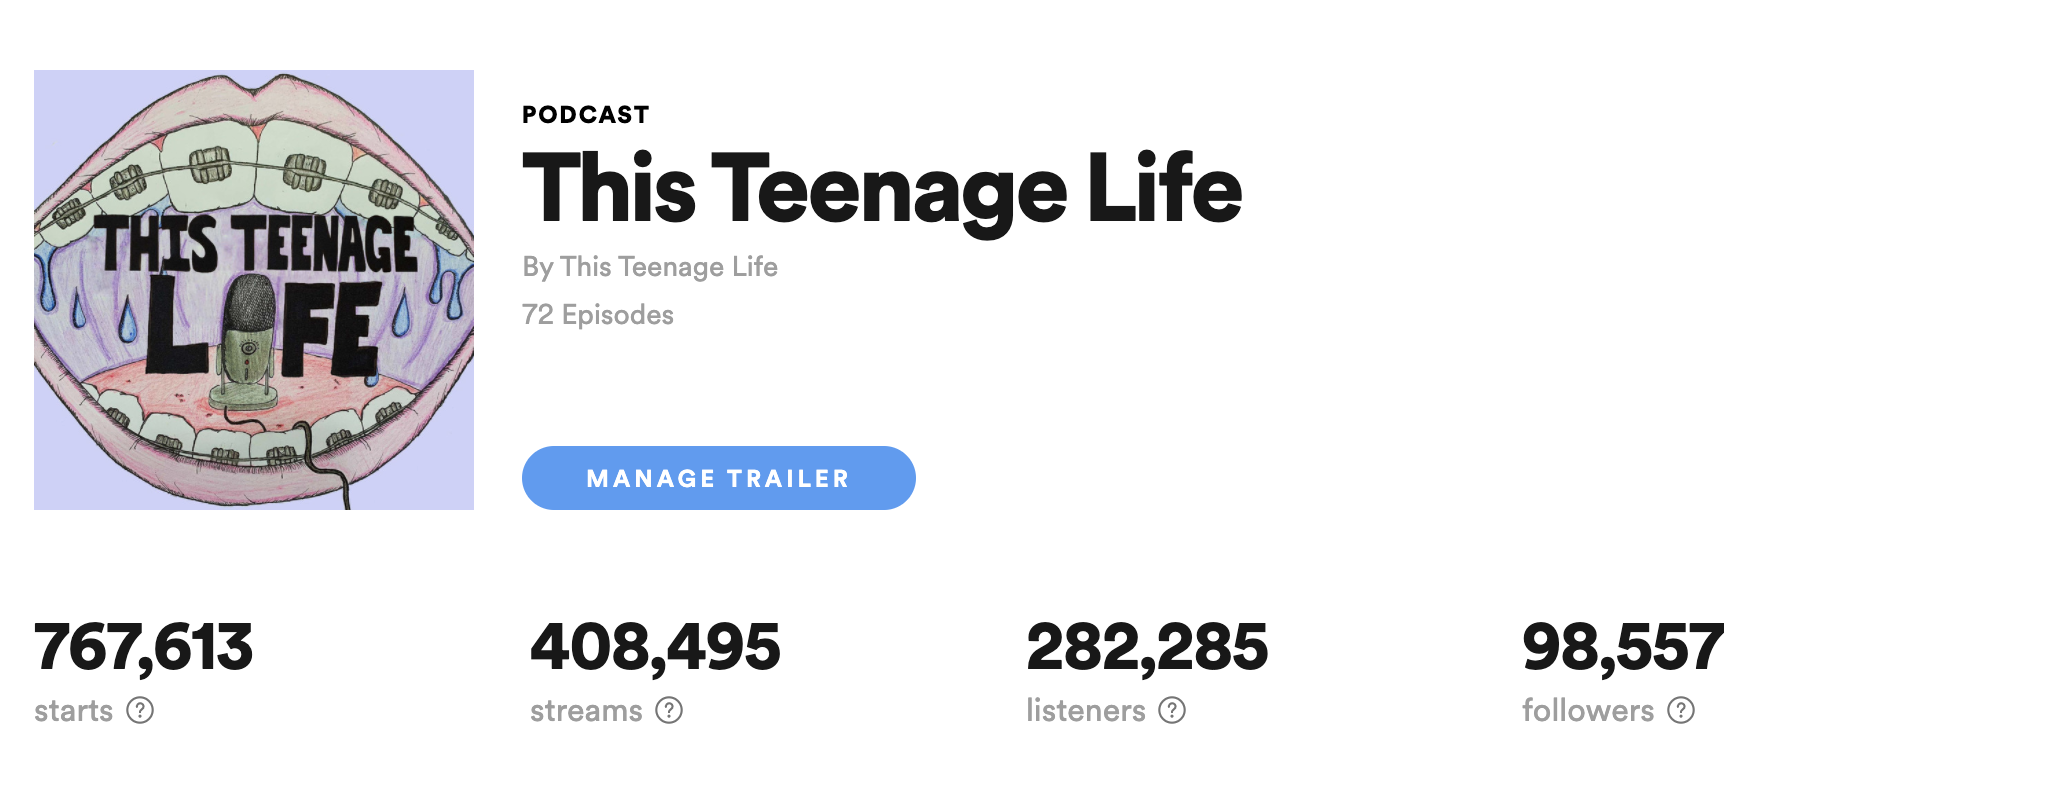 THIS TEENAGE
L FE
PODCAST
This Teenage Life
By This Teenage Life
72 Episodes
MANAGE TRAILER
767,613
starts ?
408,495
streams ?
282,285
listeners ?
98,557
followers ?